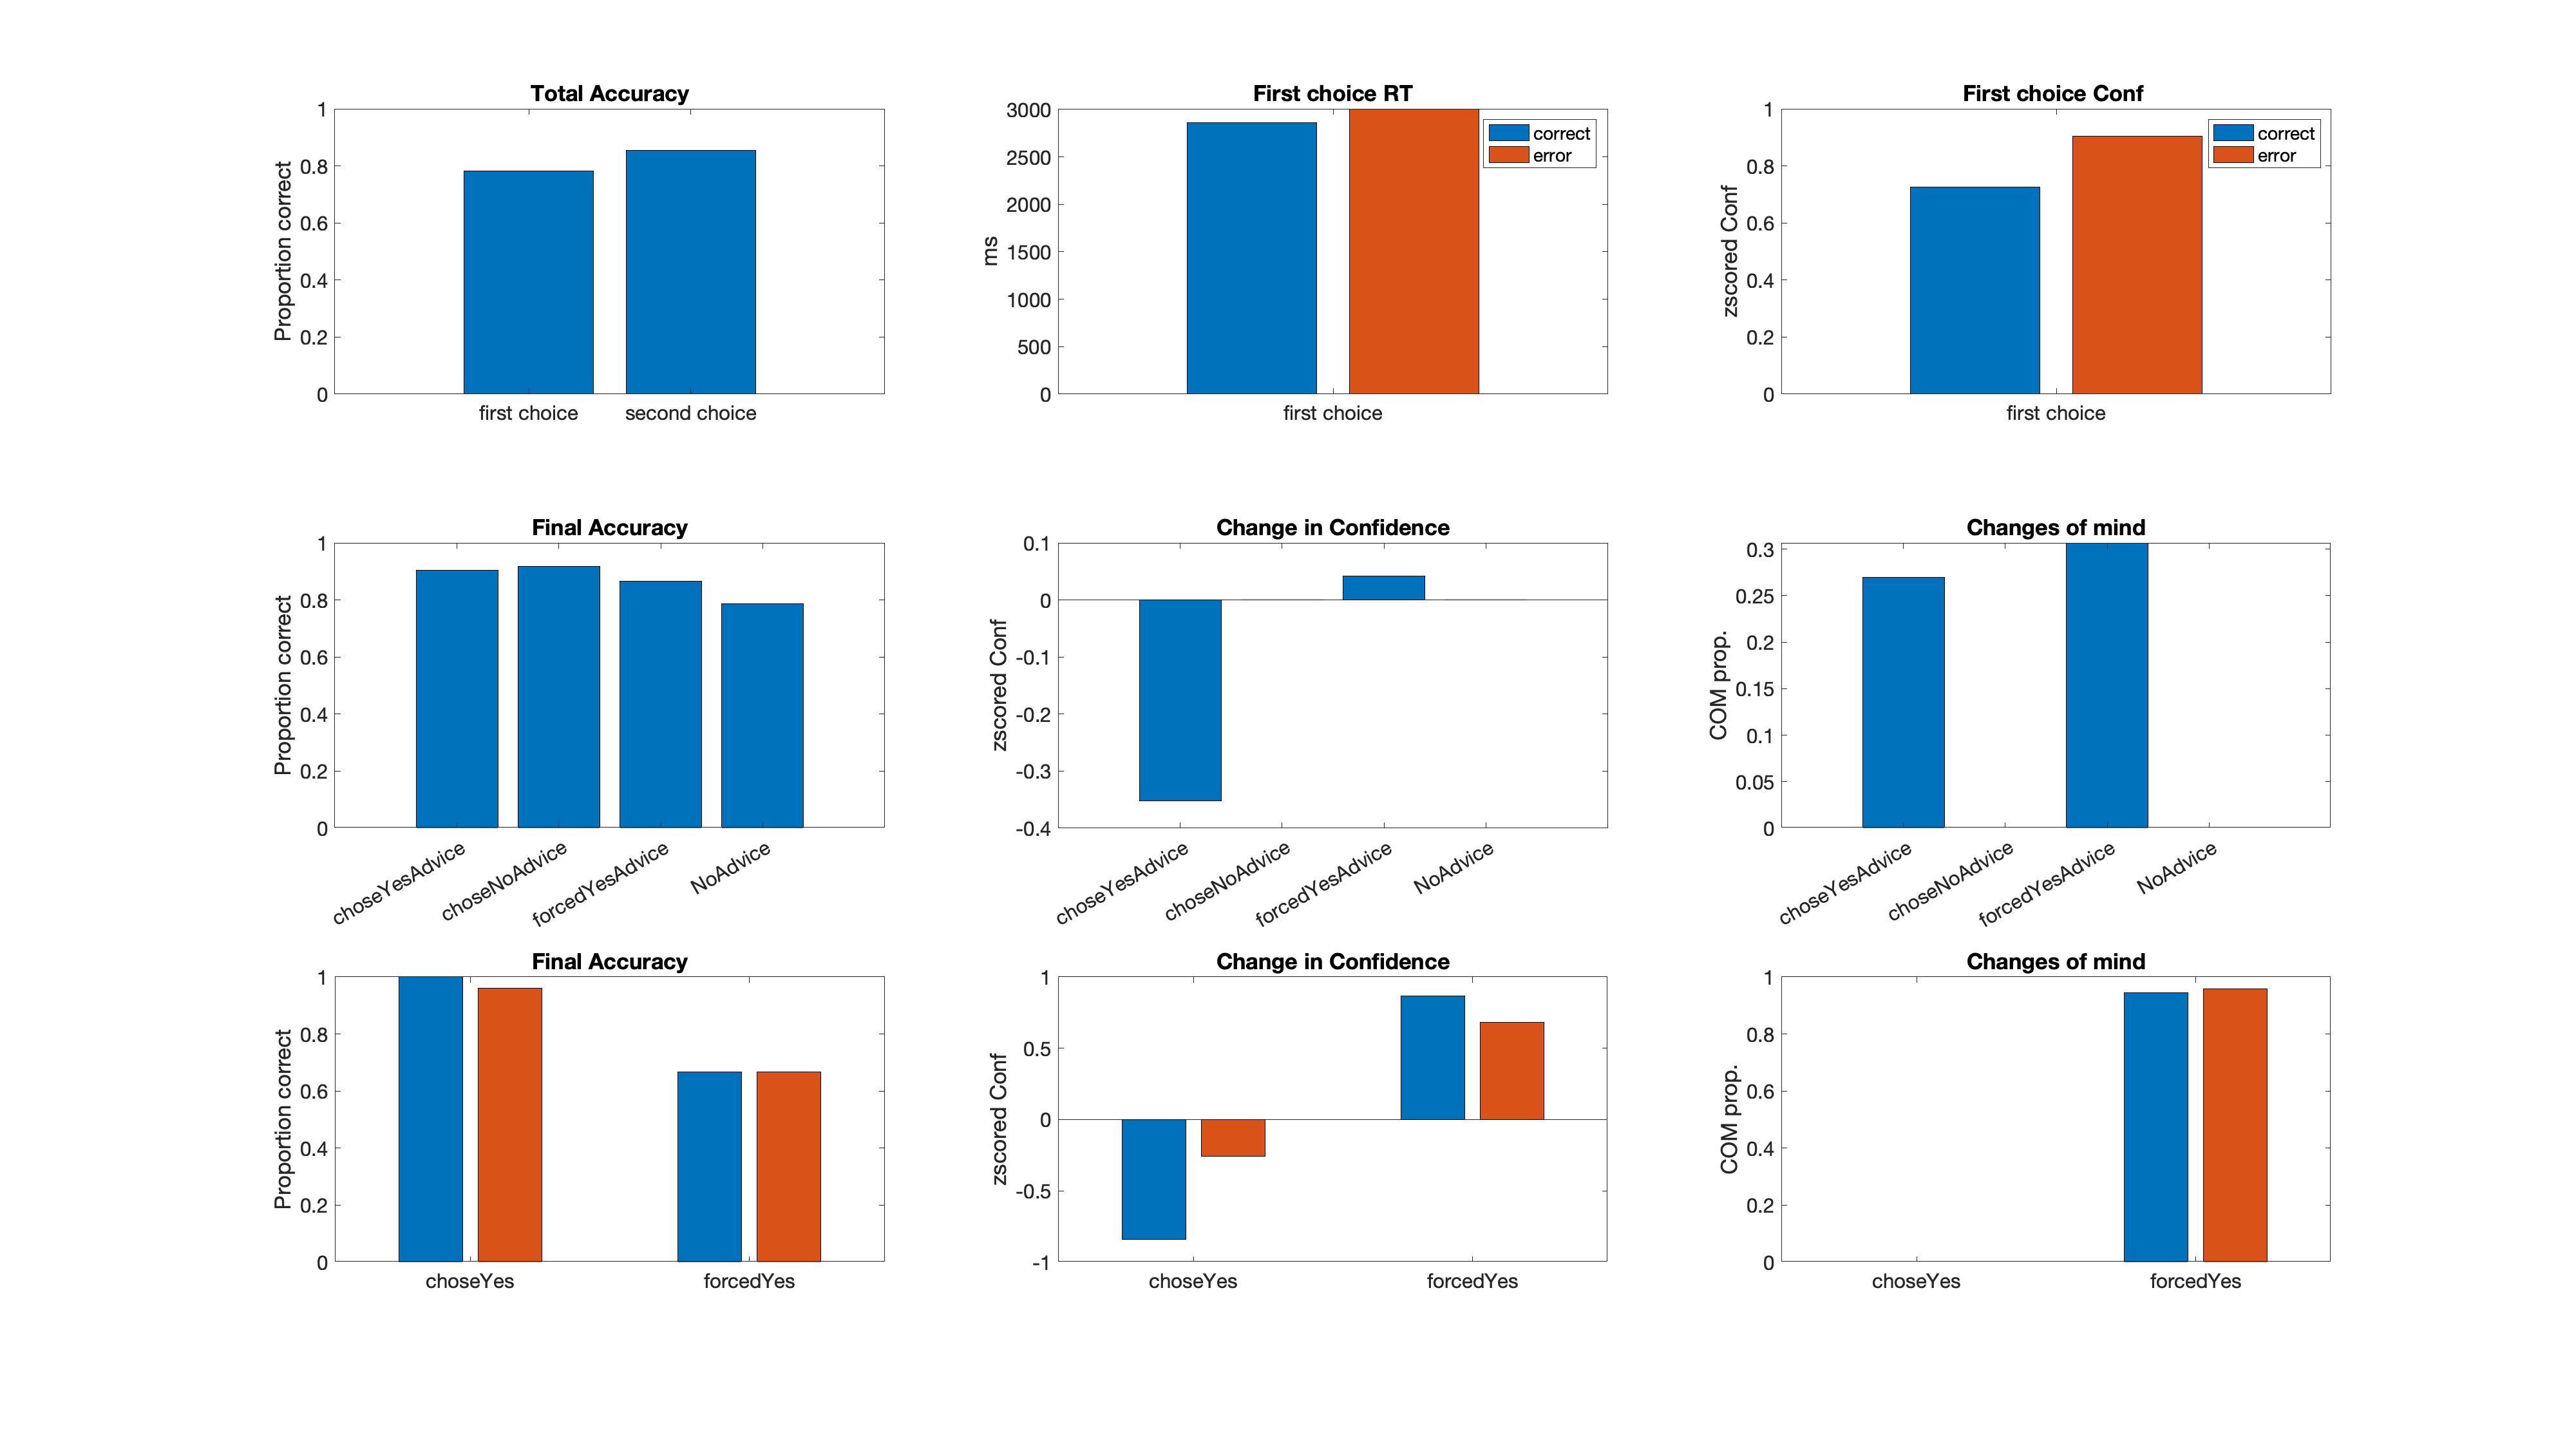 Total Accuracy
Proportion correct
1
0.8
0.6
0.4
0.2
0
first choice
second choice
First choice RT
ms
3000
2500
2000
1500
1000
500
0
first choice
correct
error
First choice Conf
zscored Conf
1
0.8
0.6
0.4
0.2
0
first choice
correct
error
Final Accuracy
Proportion correct
1
0.8
0.6
0.4
0.2
0
choseYesAdvice
choseNoAdvice
forcedYesAdvice
NoAdvice
Change in Confidence
zscored Conf
0.1
0
-0.1
-0.2
-0.3
-0.4
choseYesAdvice
choseNoAdvice
forcedYesAdvice
NoAdvice
Changes of mind
COM prop.
0.3
0.25
0.2
0.15
0.1
0.05
0
choseYesAdvice
choseNoAdvice
forcedYesAdvice
NoAdvice
Final Accuracy
Proportion correct
1
0.8
0.6
0.4
0.2
0
choseYes
forcedYes
Change in Confidence
zscored Conf
1
0.5
0
-0.5
-1
choseYes
forcedYes
Changes of mind
COM prop.
1
0.8
0.6
0.4
0.2
0
choseYes
forcedYes